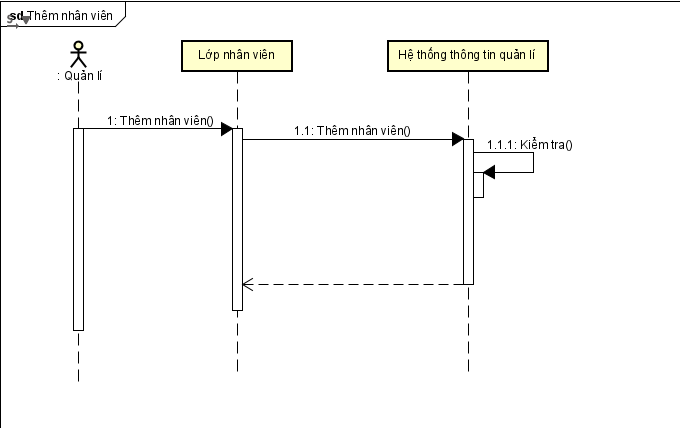 sd Thêm nhân viên
: Quản lí
Lớp nhân viên
Hệ thống thông tin quản lí
1: Thêm nhân viên()
1.1: Thêm nhân viên()
1.1.1: Kiểm tra()